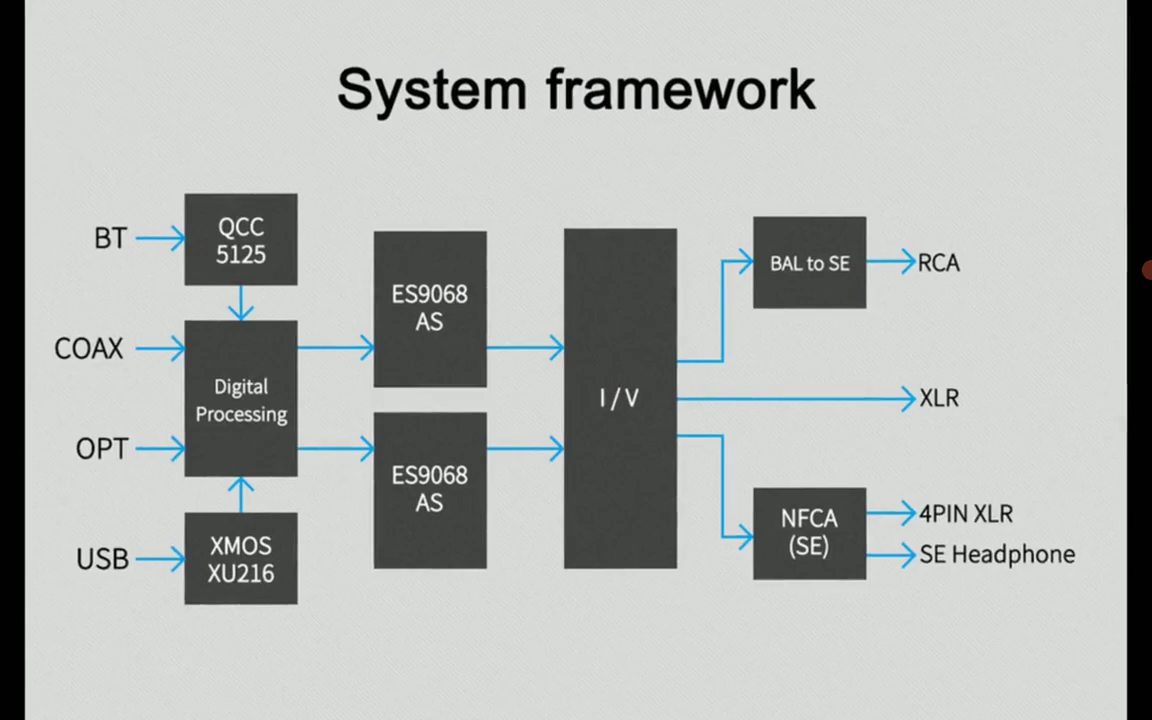 System framework
BT
QCC
5125
COAX
Digital
Processing
OPT
USB
XMOS
XU216
ES9068
AS
ES9068
AS
I / V
BAL to SE
RCA
XLR
NFCA
(SE)
4PIN XLR
SE Headphone